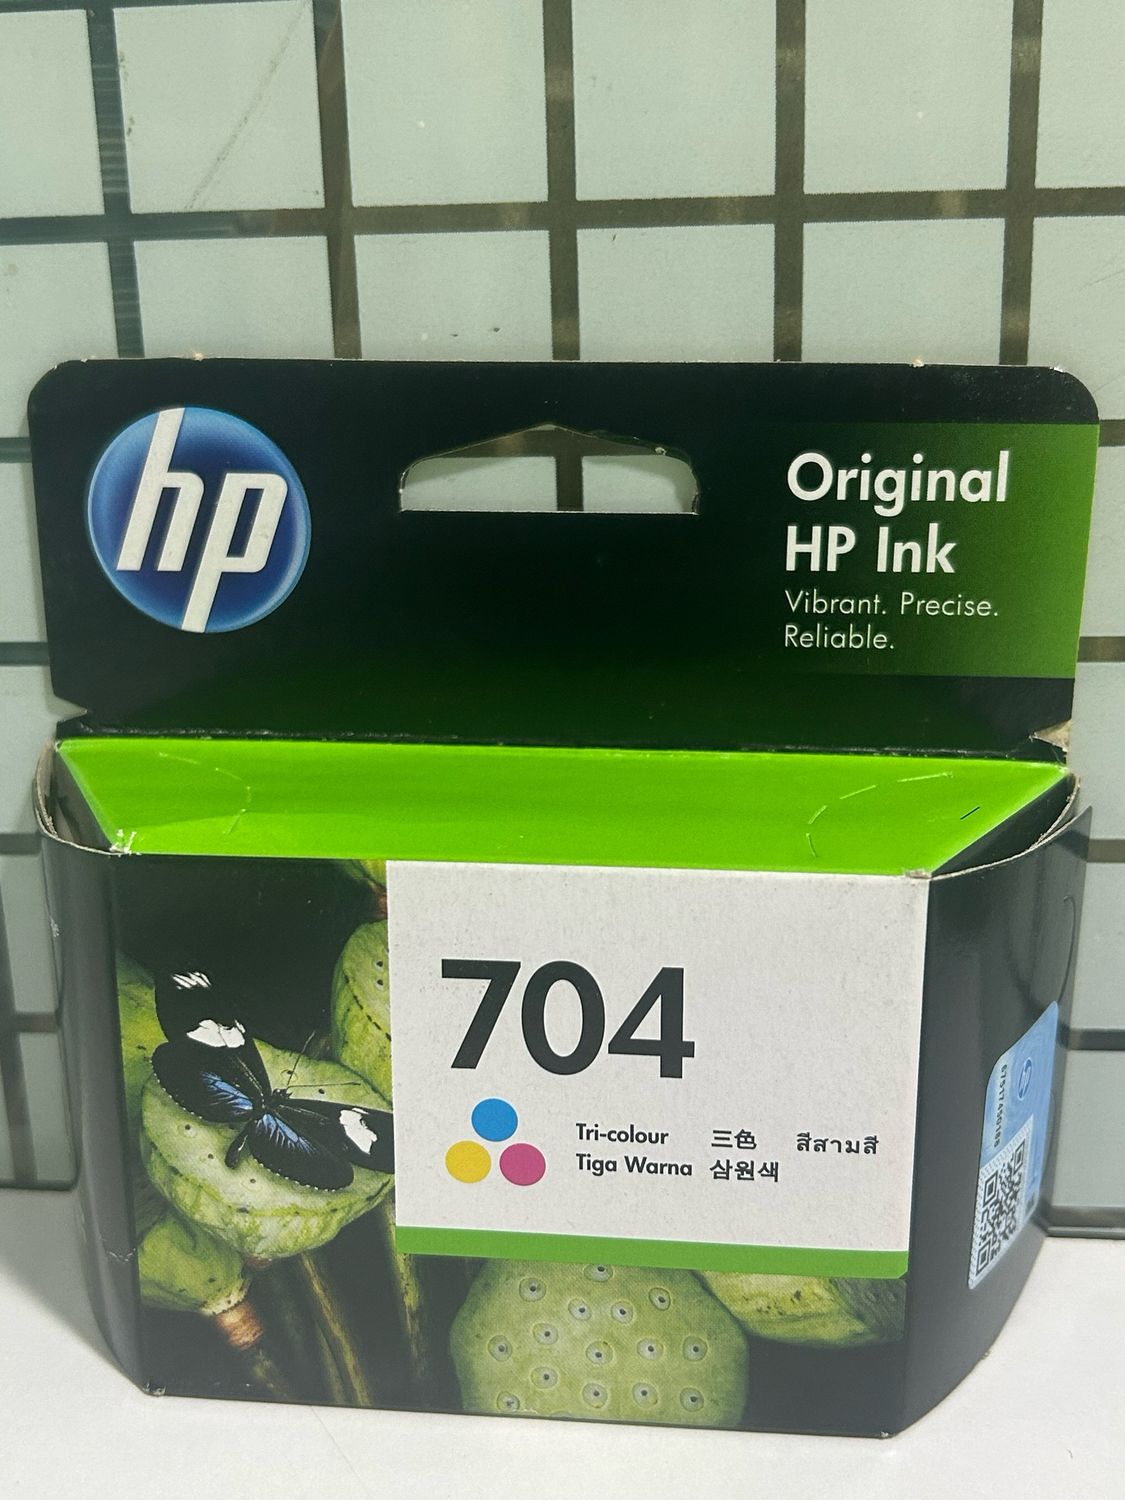 hp
Original
HP Ink
Vibrant. Precise.
Reliable.
704
Tri-colour 三色 สีสามสี
Tiga Warna 삼원색